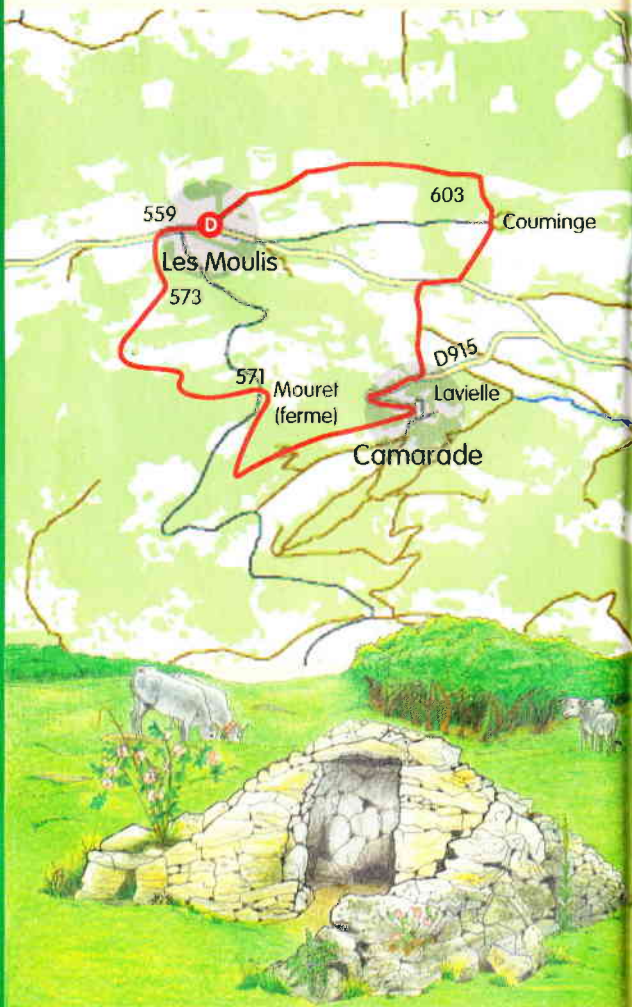 603
559
D
Couminge
Les Moulis
573
D915
571
Mouret
(ferme)
Lavielle
Camarade